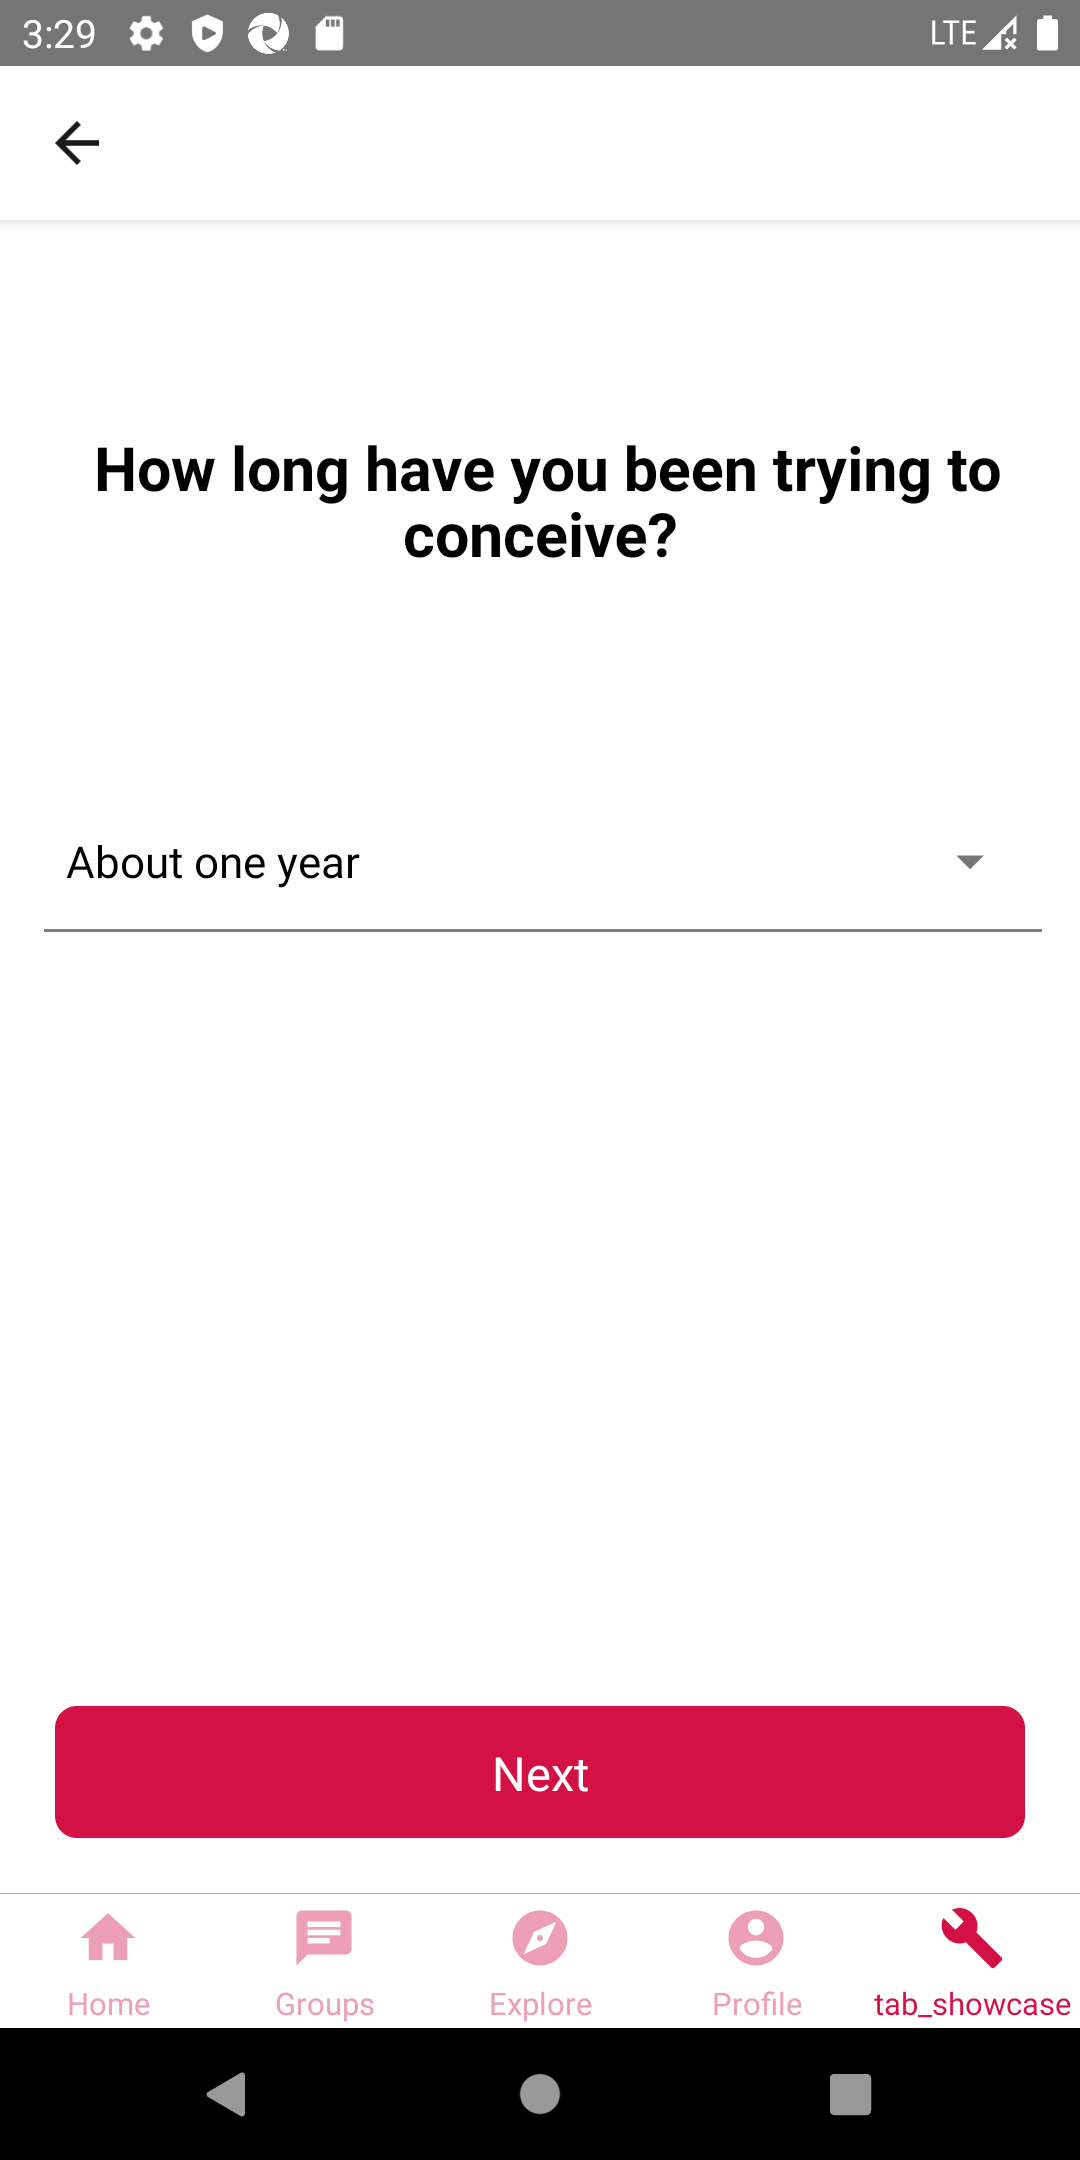 3:29
LTE
How long have you been trying to
conceive?
About one year
Next
Home
Groups
Explore
Profile
tab_showcase